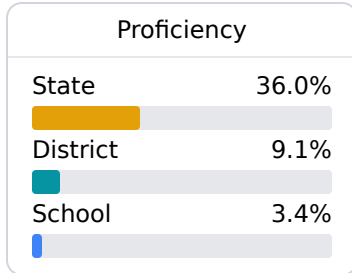 Proficiency
State 36.0%
District 9.1%
School 3.4%